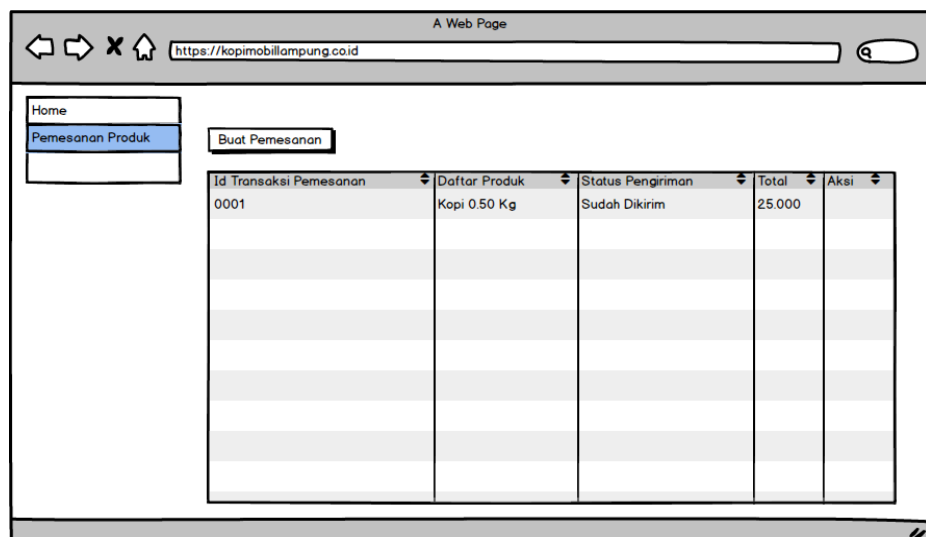 A Web Page
https://kopimobillampung.co.id
Home
Pemesanan Produk
Buat Pemesanan
Id Transaksi Pemesanan Daftar Produk Status Pengiriman Total Aksi
0001 Kopi 0.50 Kg Sudah Dikirim 25.000